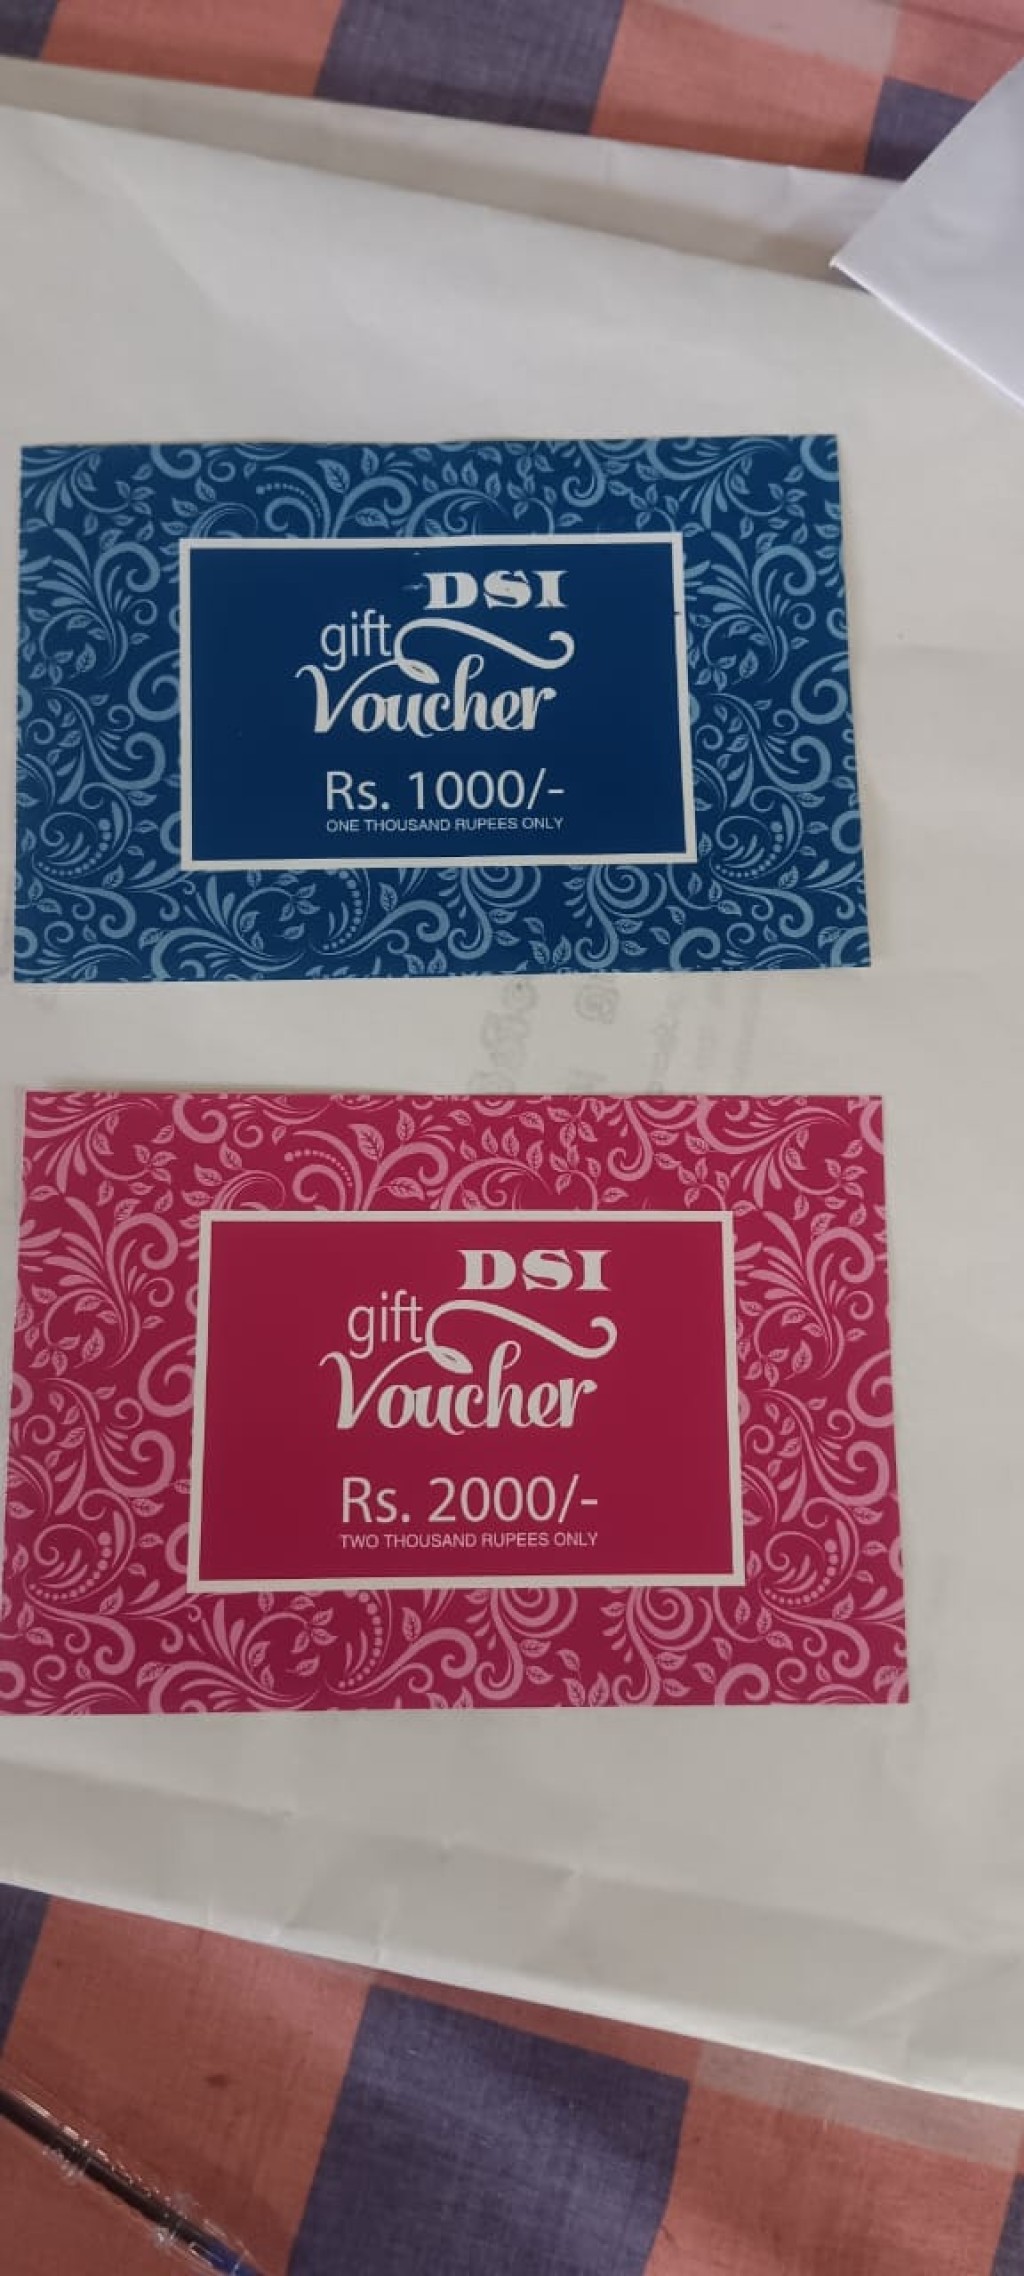 DSI
gift
Voucher
Rs. 1000/-
ONE THOUSAND RUPEES ONLY
DSI
gift
Voucher
Rs. 2000/-
TWO THOUSAND RUPEES ONLY